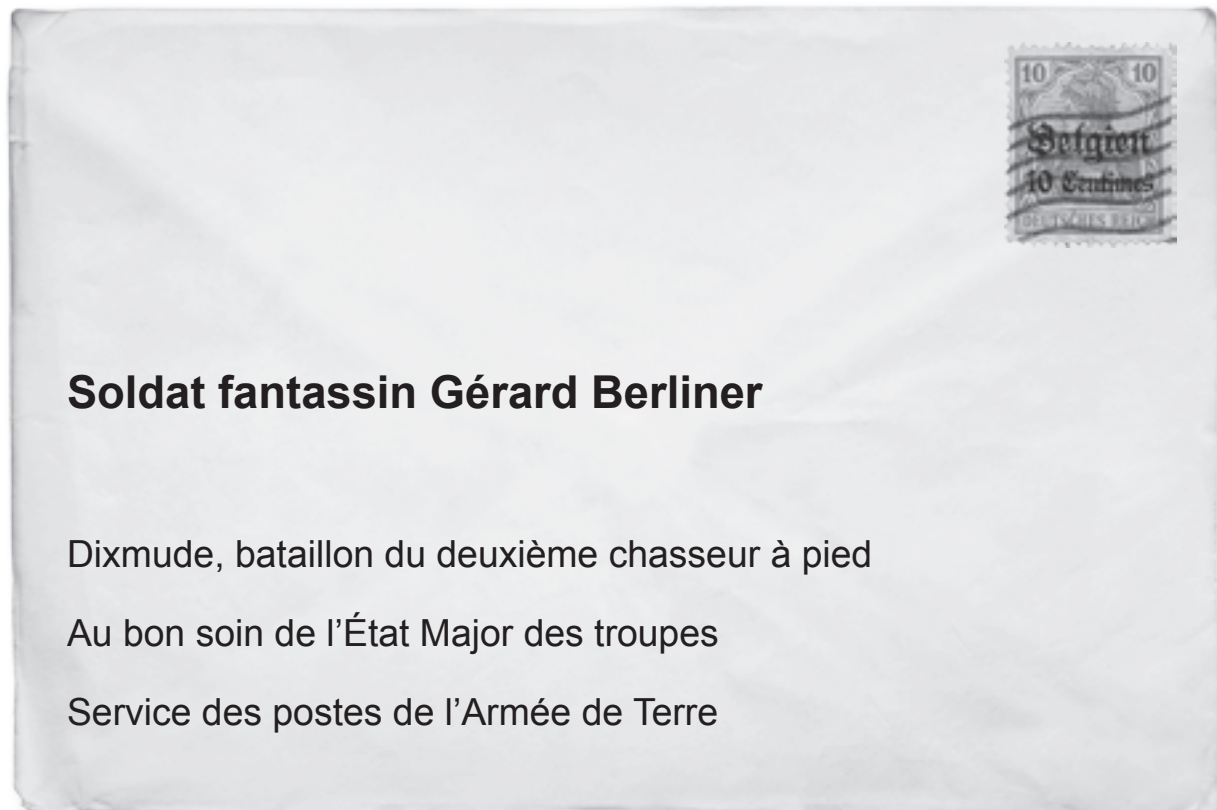 10 10
Belgien
10 Centimes
DEUTSCHES REICH
Soldat fantassin Gérard Berliner
Dixmude, bataillon du deuxième chasseur à pied
Au bon soin de l’État Major des troupes
Service des postes de l’Armée de Terre